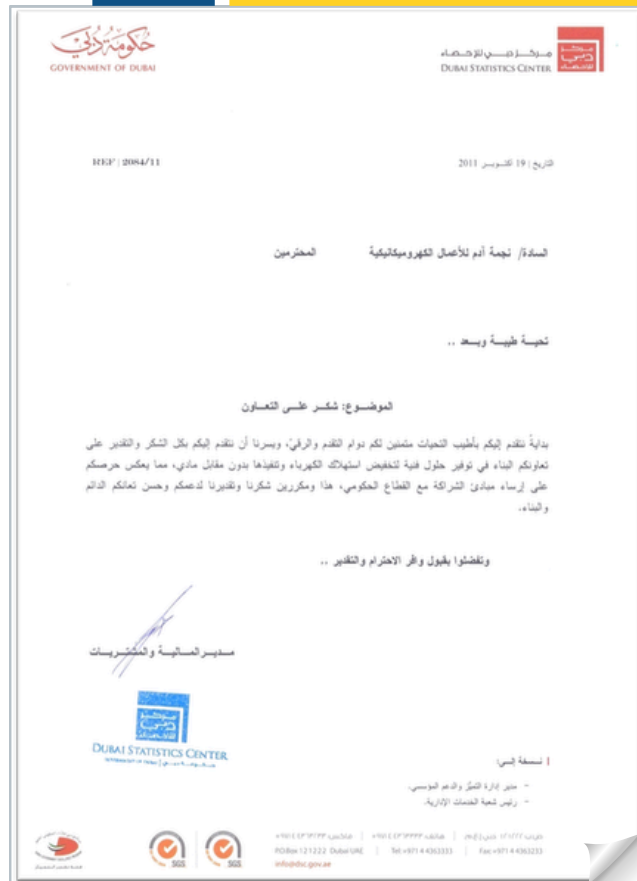 حكومة دبي
GOVERNMENT OF DUBAI
مركز دبي للإحصاء
DUBAI STATISTICS CENTER
REF | 2084/11
التاريخ | 19 أكتوبر 2011
السادة/ نجمة أدم للأعمال الكهروميكانيكية المحترمين
تحية طيبة وبعد ..
الموضوع: شكر على التعاون
بدايةً نتقدم إليكم بأطيب التحيات متمنين لكم دوام التقدم والرقيّ، ويسرنا أن نتقدم إليكم بكل الشكر والتقدير على
تعاونكم البناء في توفير حلول فنية لتخفيض استهلاك الكهرباء وتنفيذها بدون مقابل مادي، مما يعكس حرصكم
على إرساء مبادئ الشراكة مع القطاع الحكومي، هذا ومكررين شكرنا وتقديرنا لدعمكم وحسن تعانكم الدائم
والبناء.
وتفضلوا بقبول وافر الاحترام والتقدير ..
مدير المالية والمشتريات
مركز
دبي
للإحصاء
DUBAI STATISTICS CENTER
نسخة إلى:
- مدير إدارة التميّز والدعم المؤسسي.
- رئيس شعبة الخدمات الإدارية.
SGS
SGS
P.O.Box 121222 Dubai UAE | Tel:+971 4 4363333 | Fax:+971 4 4363233
info@dsc.gov.ae